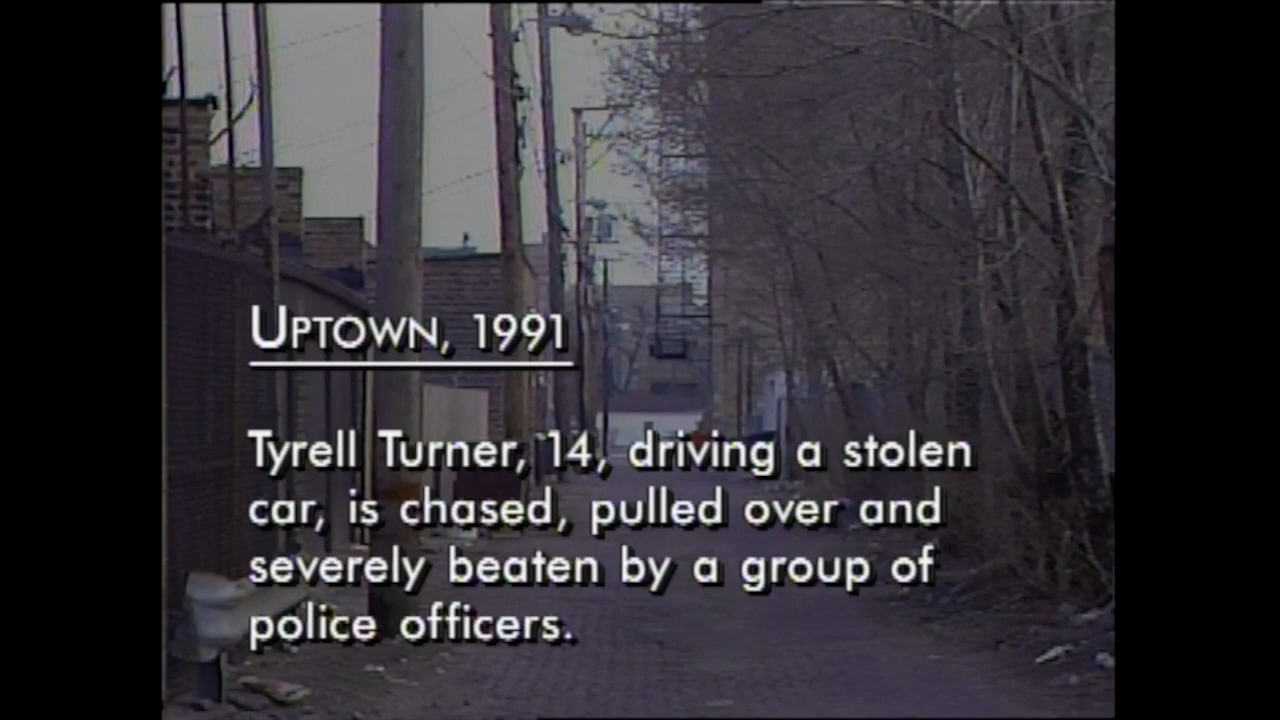 UPTOWN, 1991
Tyrell Turner, 14, driving a stolen
car, is chased, pulled over and
severely beaten by a group of
police officers.